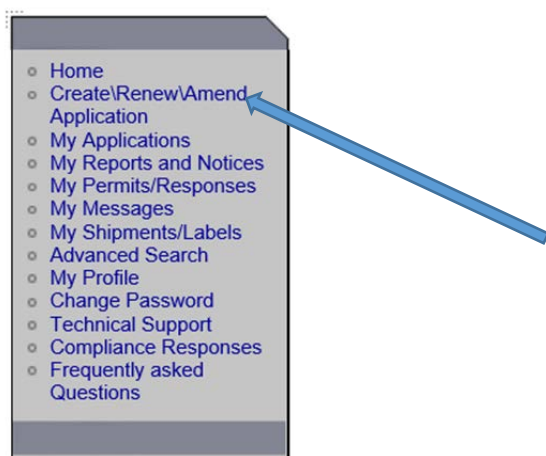 Home
Create\Renew\Amend
Application
My Applications
My Reports and Notices
My Permits/Responses
My Messages
My Shipments/Labels
Advanced Search
My Profile
Change Password
Technical Support
Compliance Responses
Frequently asked
Questions